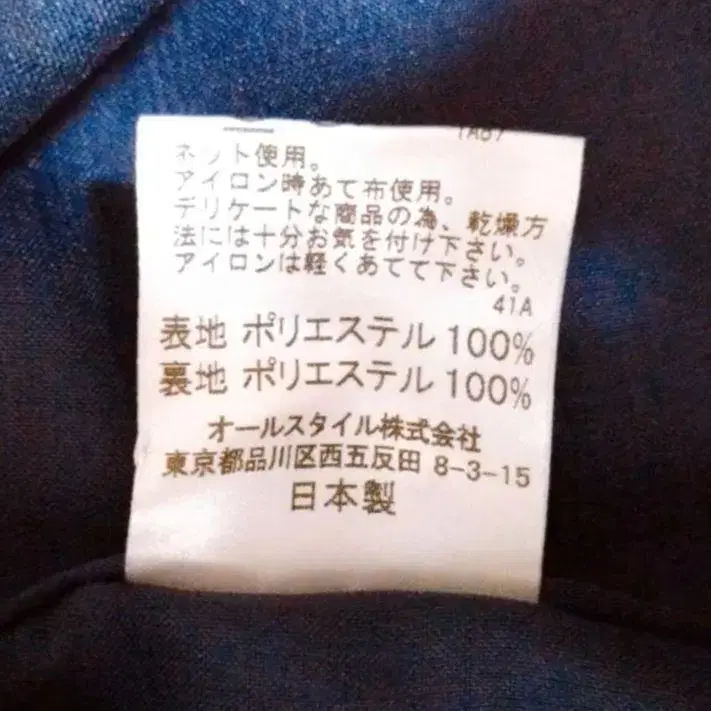 ネット使用。
アイロン時あて布使用。
デリケートな商品の為、乾燥方
法には十分お気を付け下さい。
アイロンは軽くあてて下さい。
41A
表地 ポリエステル 100%
裏地 ポリエステル 100%
オールスタイル株式会社
東京都品川区西五反田 8-3-15
日本製